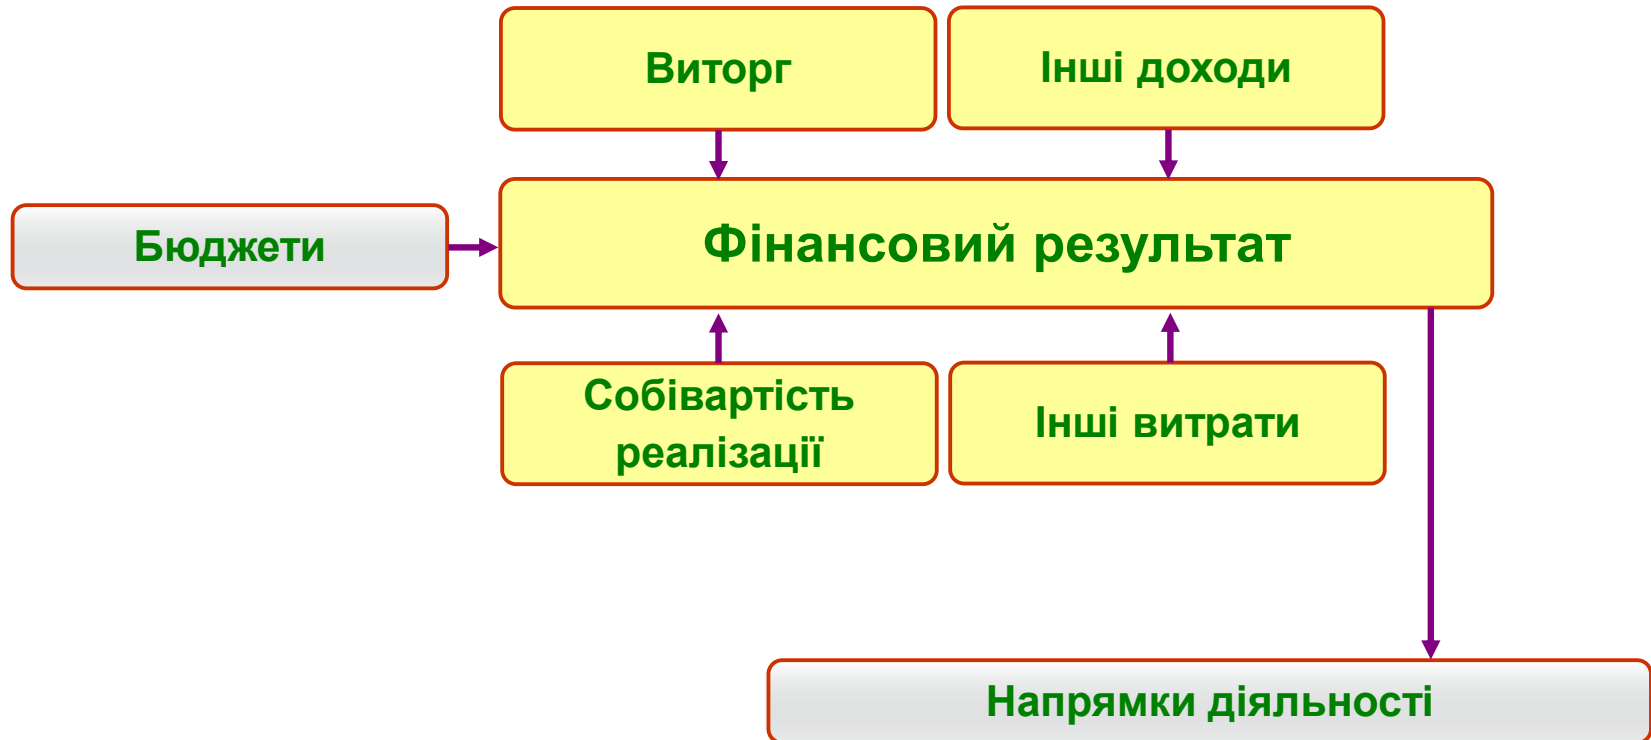 Виторг
Інші доходи
Бюджети
Фінансовий результат
Собівартість
реалізації
Інші витрати
Напрямки діяльності